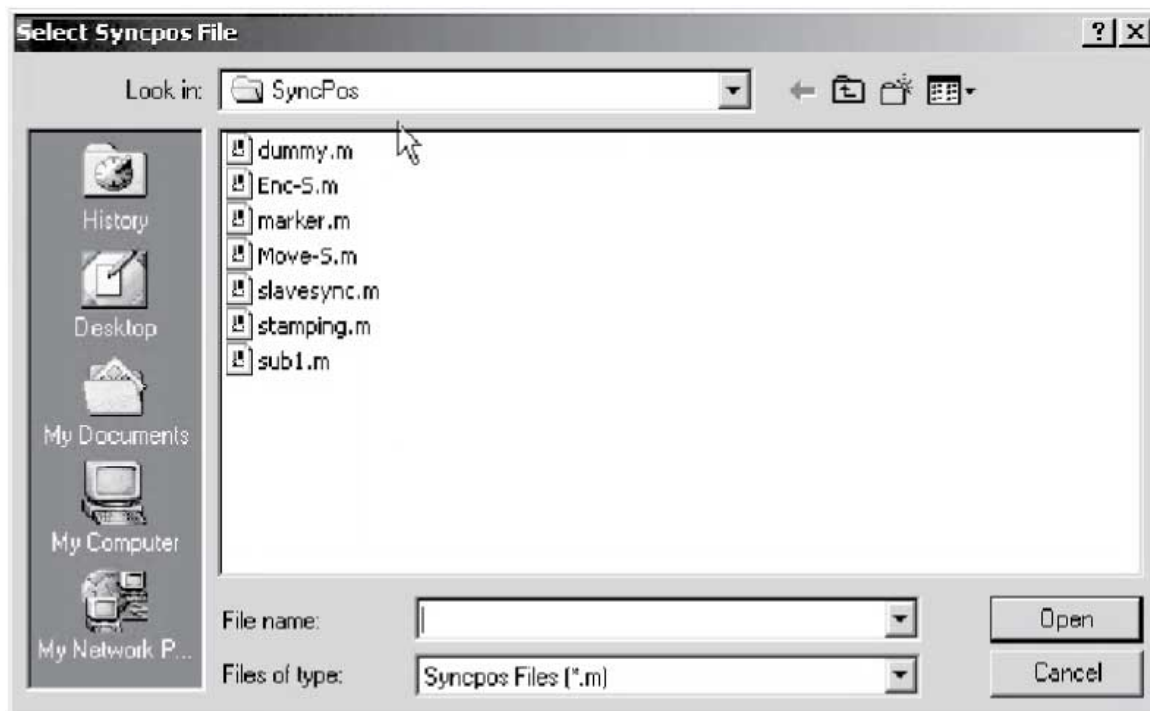 Select Syncpos File
Look in: SyncPos
dummy.m
Enc-S.m
marker.m
Move-S.m
slavesync.m
stamping.m
sub1.m
History
Desktop
My Documents
My Computer
My Network P...
File name:
Open
Files of type: Syncpos Files (*.m)
Cancel